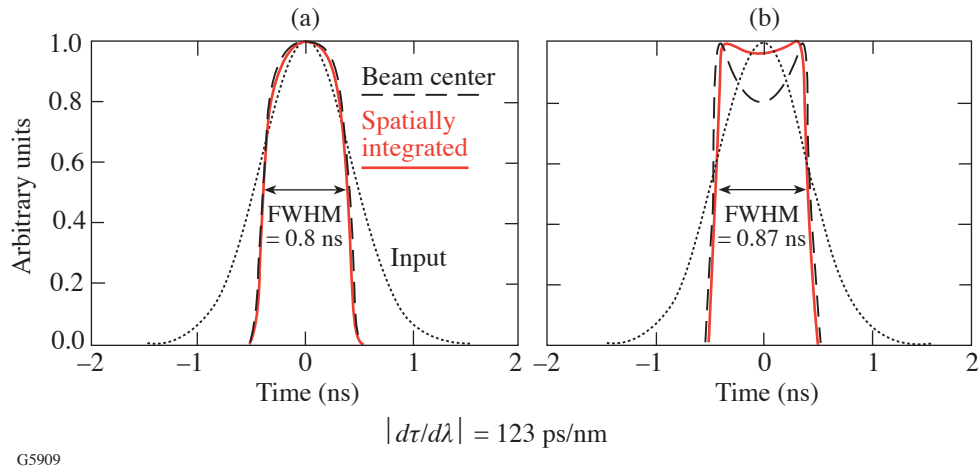 (a)
(b)
1.0
0.8
0.6
0.4
0.2
0.0
Arbitrary units
Beam center
Spatially
integrated
FWHM
= 0.8 ns
Input
FWHM
= 0.87 ns
−2
−1
0
1
2
−2
−1
0
1
2
Time (ns)
Time (ns)
|dτ/dλ| = 123 ps/nm
G5909